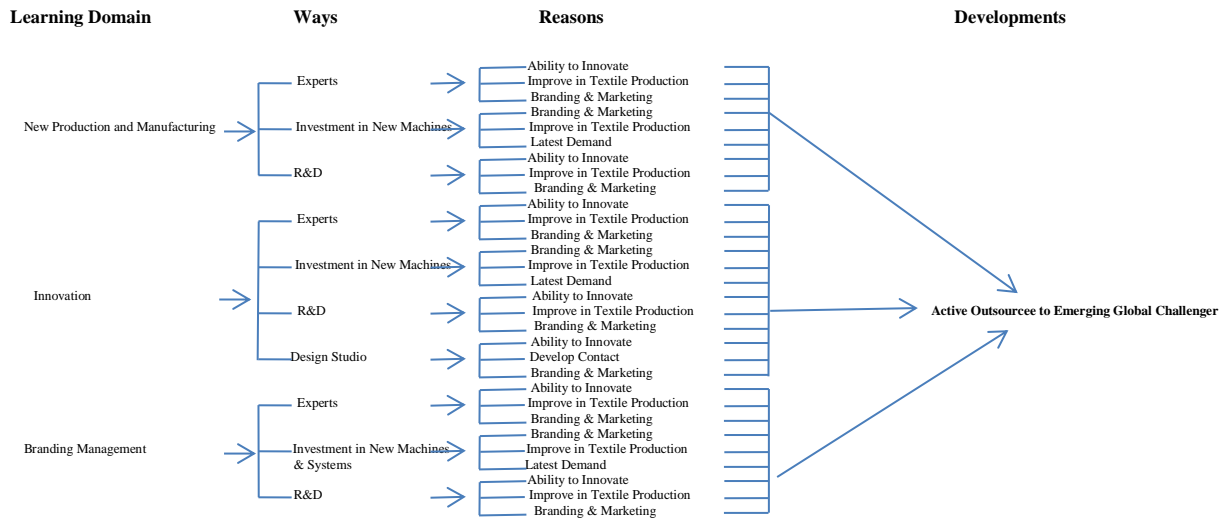 Learning Domain Ways Reasons Developments
Experts
Ability to Innovate
Improve in Textile Production
Branding & Marketing
New Production and Manufacturing
Investment in New Machines
Branding & Marketing
Improve in Textile Production
Latest Demand
R&D
Ability to Innovate
Improve in Textile Production
Branding & Marketing
Innovation
Experts
Ability to Innovate
Improve in Textile Production
Branding & Marketing
Investment in New Machines
Branding & Marketing
Improve in Textile Production
Latest Demand
R&D
Ability to Innovate
Improve in Textile Production
Branding & Marketing
Design Studio
Ability to Innovate
Develop Contact
Branding & Marketing
Branding Management
Experts
Ability to Innovate
Improve in Textile Production
Branding & Marketing
Investment in New Machines
& Systems
Branding & Marketing
Improve in Textile Production
Latest Demand
R&D
Ability to Innovate
Improve in Textile Production
Branding & Marketing
Active Outsourcee to Emerging Global Challenger